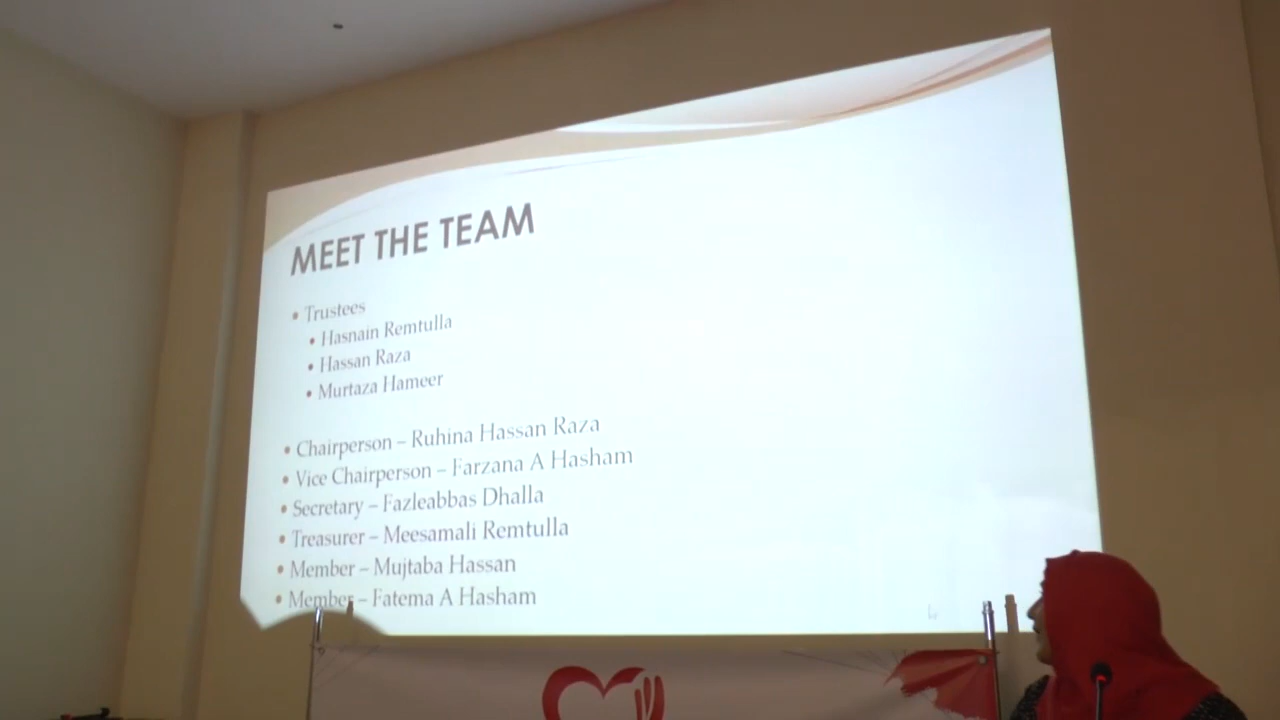 MEET THE TEAM
• Trustees
• Hasnain Remtulla
• Hassan Raza
• Murtaza Hameer
• Chairperson – Ruhina Hassan Raza
• Vice Chairperson – Farzana A Hasham
• Secretary – Fazleabbas Dhalla
• Treasurer – Meesamali Remtulla
• Member – Mujtaba Hassan
• Member – Fatema A Hasham